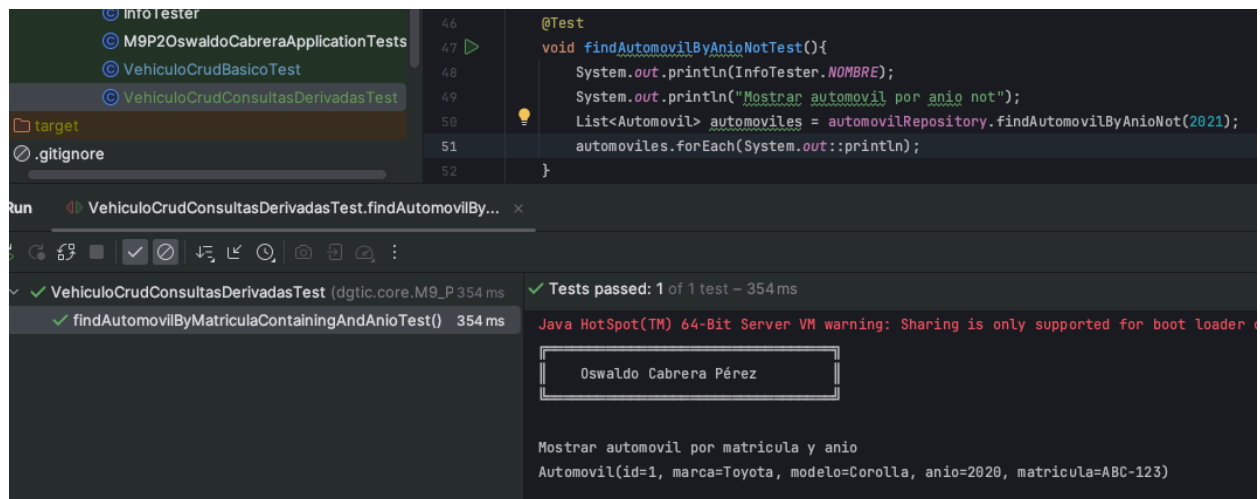 InfoTester
M9P2OswaldoCabreraApplicationTests
VehiculoCrudBasicoTest
VehiculoCrudConsultasDerivadasTest
target
.gitignore
46 @Test
47 void findAutomovilByAnioNotTest(){
48 System.out.println(InfoTester.NOMBRE);
49 System.out.println("Mostrar automovil por anio not");
50 List<Automovil> automoviles = automovilRepository.findAutomovilByAnioNot(2021);
51 automoviles.forEach(System.out::println);
52 }
Run VehiculoCrudConsultasDerivadasTest.findAutomovilBy...
VehiculoCrudConsultasDerivadasTest (dgtic.core.M9_P 354 ms
findAutomovilByMatriculaContainingAndAnioTest() 354 ms
Tests passed: 1 of 1 test – 354 ms
Java HotSpot(TM) 64-Bit Server VM warning: Sharing is only supported for boot loader
Oswaldo Cabrera Pérez
Mostrar automovil por matricula y anio
Automovil(id=1, marca=Toyota, modelo=Corolla, anio=2020, matricula=ABC-123)